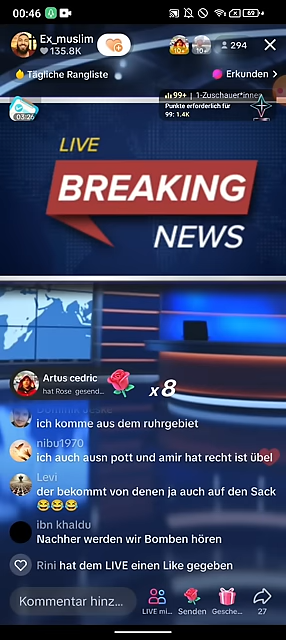 00:46
69
Ex_muslim
135.8K
10+
10+
294
Tägliche Rangliste
Erkunden >
03:26
99+ | 1-Zuschauer*innen
Punkte erforderlich für
99: 1.4K
LIVE
BREAKING
NEWS
Artus cedric
hat Rose gesend...
x8
ich komme aus dem ruhrgebiet
nibu1970
ich auch ausn pott und amir hat recht ist übel
Levi
der bekommt von denen ja auch auf den Sack
😂😂😂
ibn khaldu
Nachher werden wir Bomben hören
Rini hat dem LIVE einen Like gegeben
Kommentar hinz...
LIVE mi...
Senden
Gesche...
27